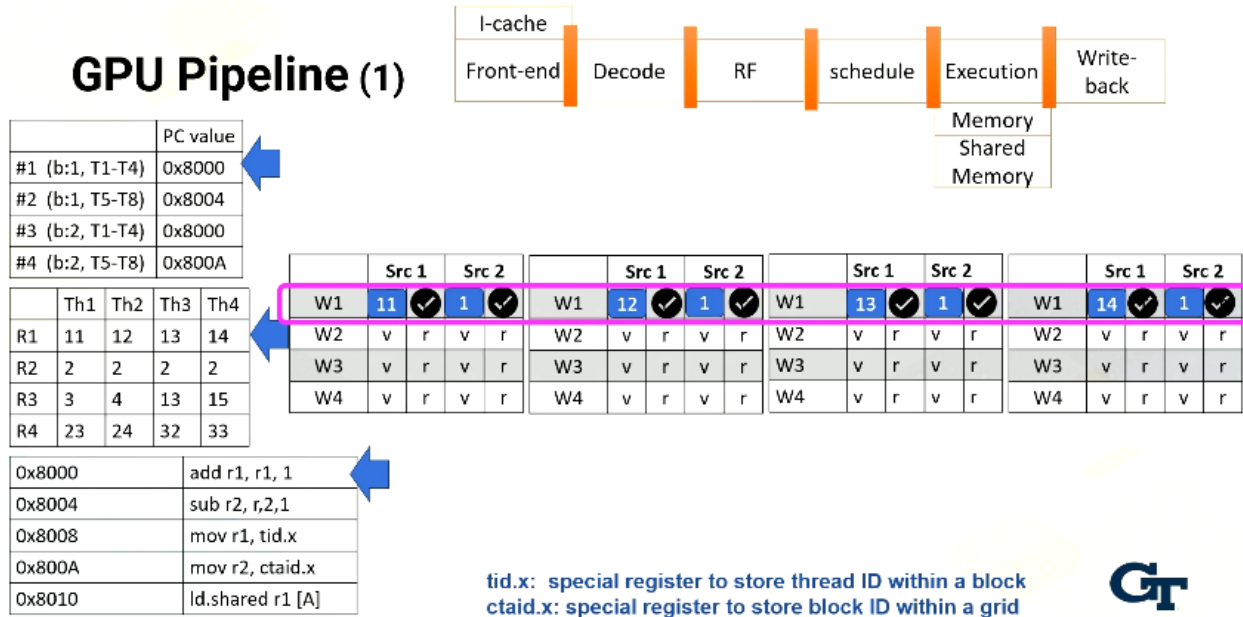 GPU Pipeline (1)
I-cache
Front-end Decode RF schedule Execution Write-back
Memory
Shared Memory
PC value
#1 (b:1, T1-T4) 0x8000
#2 (b:1, T5-T8) 0x8004
#3 (b:2, T1-T4) 0x8000
#4 (b:2, T5-T8) 0x800A
Th1 Th2 Th3 Th4
R1 11 12 13 14
R2 2 2 2 2
R3 3 4 13 15
R4 23 24 32 33
Src 1 Src 2 Src 1 Src 2 Src 1 Src 2 Src 1 Src 2
W1 11 1 W1 12 1 W1 13 1 W1 14 1
W2 v r v r W2 v r v r W2 v r v r W2 v r v r
W3 v r v r W3 v r v r W3 v r v r W3 v r v r
W4 v r v r W4 v r v r W4 v r v r W4 v r v r
0x8000 add r1, r1, 1
0x8004 sub r2, r,2,1
0x8008 mov r1, tid.x
0x800A mov r2, ctaid.x
0x8010 ld.shared r1 [A]
tid.x: special register to store thread ID within a block
ctaid.x: special register to store block ID within a grid
GT